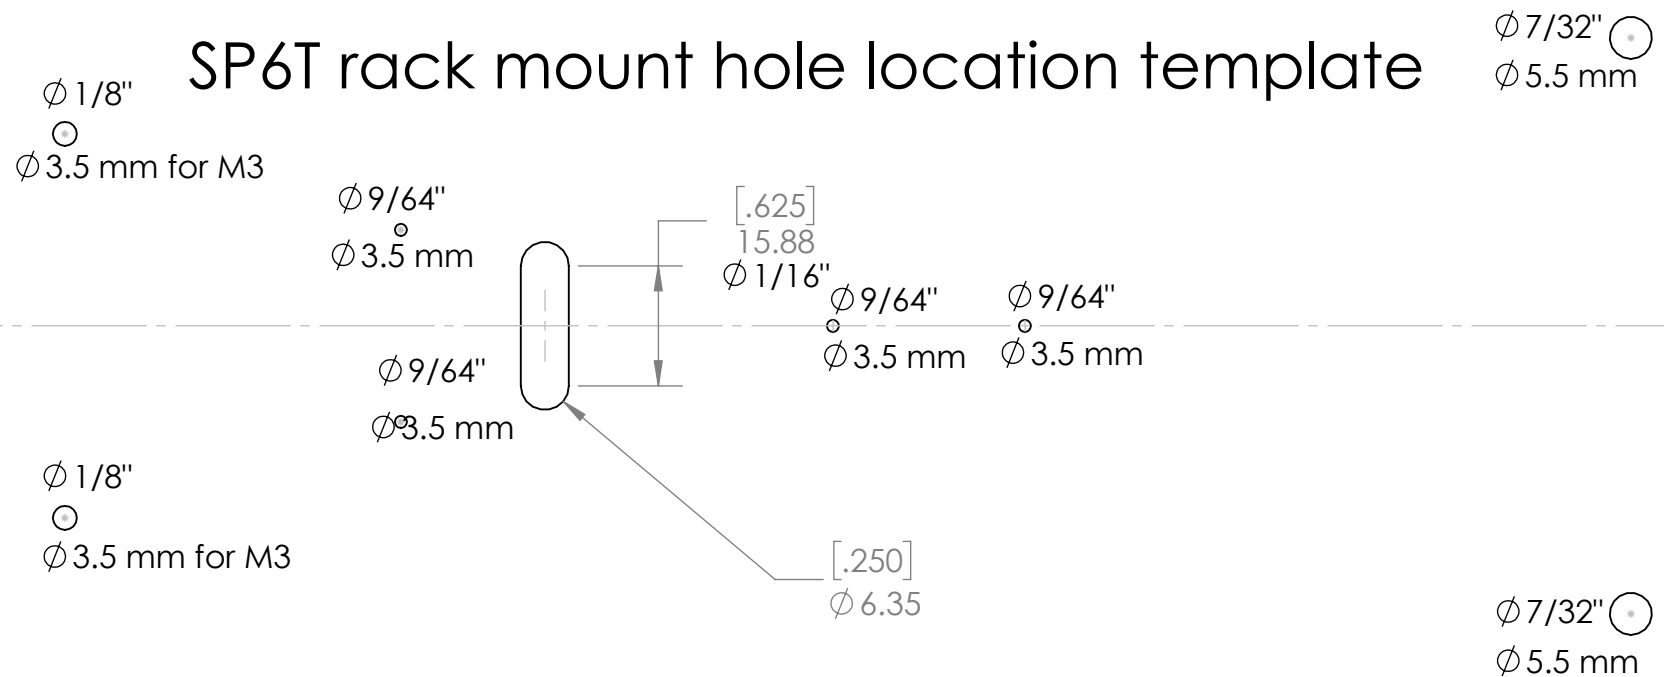 SP6T rack mount hole location template
∅ 7/32"
∅ 5.5 mm
∅ 1/8"
∅ 3.5 mm for M3
∅ 9/64"
∅ 3.5 mm
[.625]
15.88
∅ 1/16"
∅ 9/64"
∅ 3.5 mm
∅ 9/64"
∅ 3.5 mm
∅ 9/64"
∅ 3.5 mm
∅ 1/8"
∅ 3.5 mm for M3
[.250]
∅ 6.35
∅ 7/32"
∅ 5.5 mm